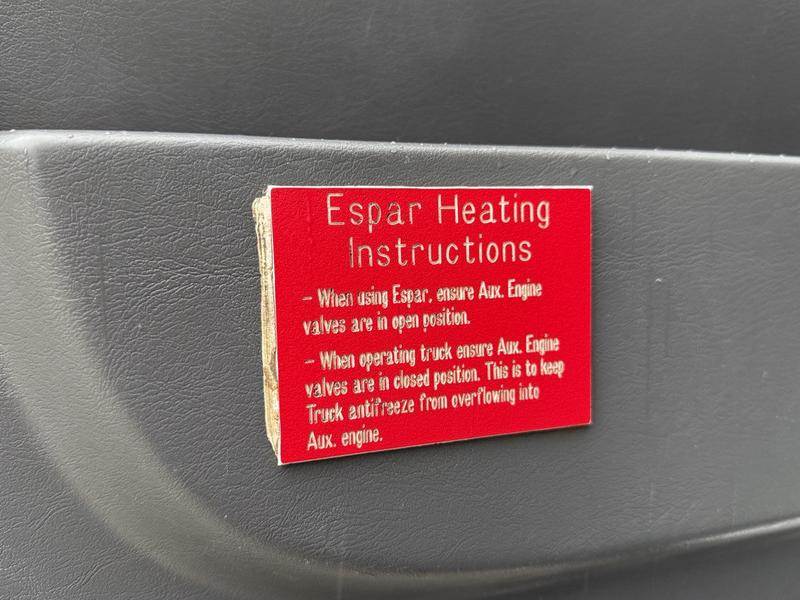 Espar Heating
Instructions
– When using Espar, ensure Aux. Engine
valves are in open position.
– When operating truck ensure Aux. Engine
valves are in closed position. This is to keep
Truck antifreeze from overflowing into
Aux. engine.